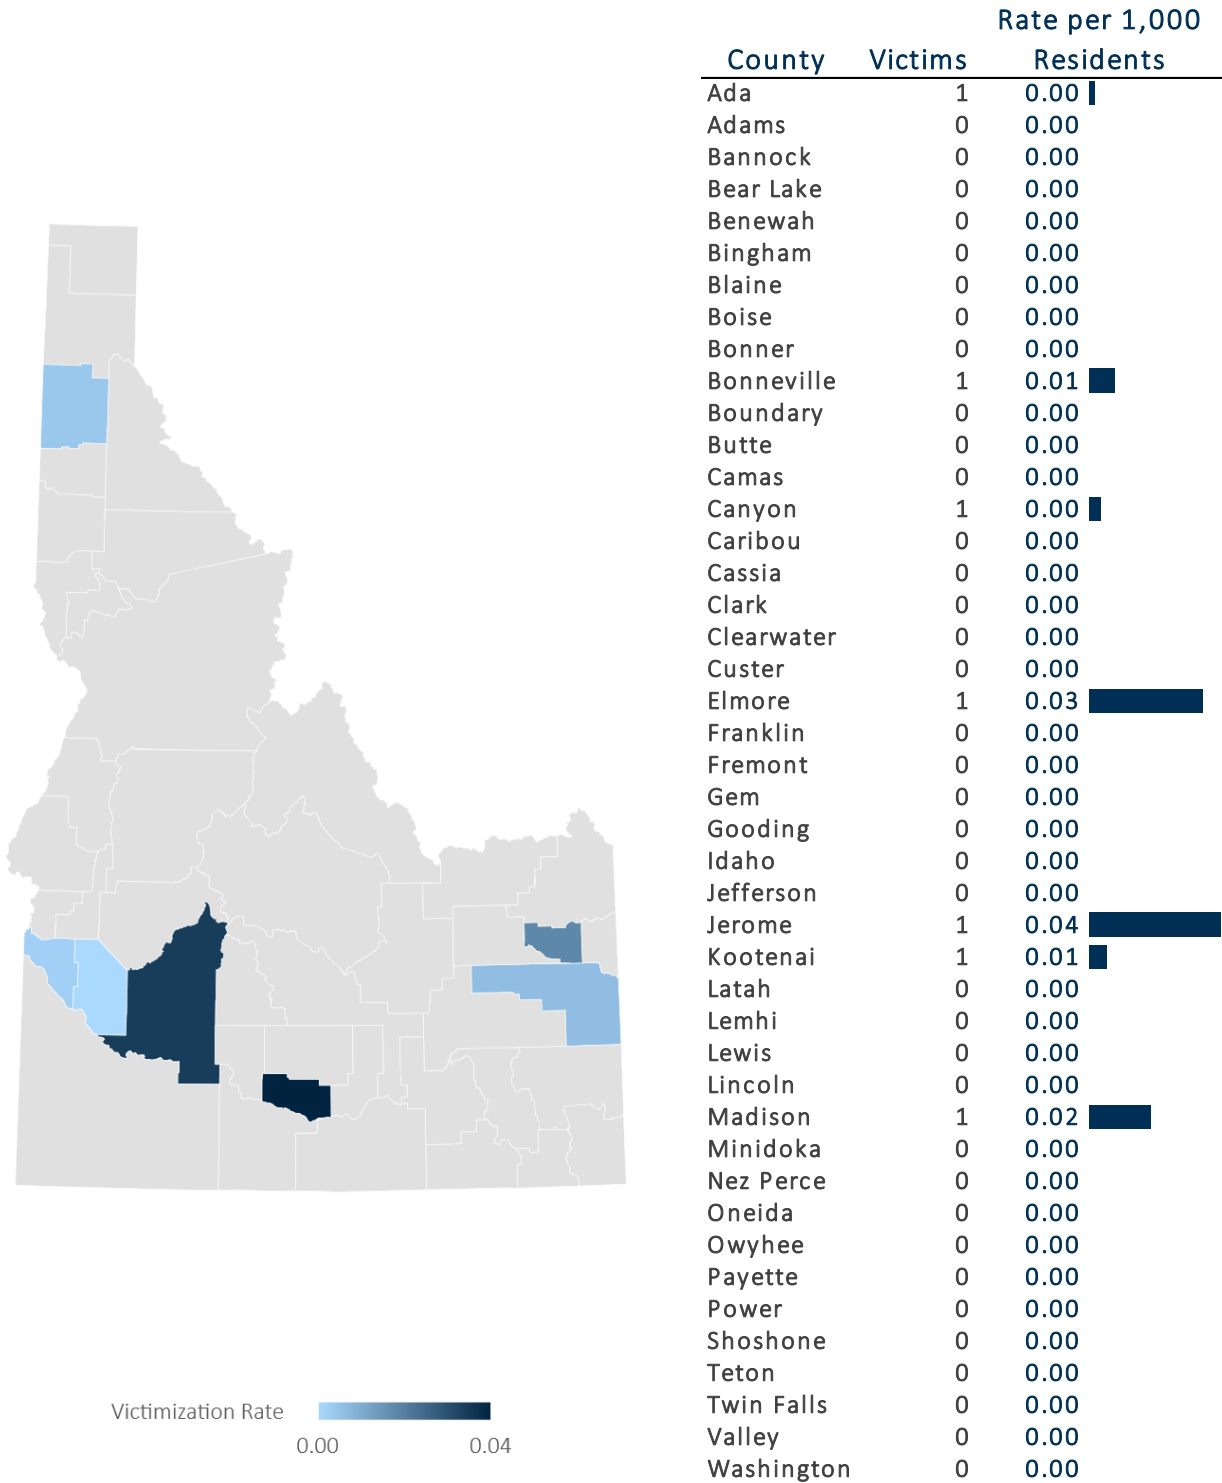 Rate per 1,000
County Victims Residents
Ada 1 0.00
Adams 0 0.00
Bannock 0 0.00
Bear Lake 0 0.00
Benewah 0 0.00
Bingham 0 0.00
Blaine 0 0.00
Boise 0 0.00
Bonner 0 0.00
Bonneville 1 0.01
Boundary 0 0.00
Butte 0 0.00
Camas 0 0.00
Canyon 1 0.00
Caribou 0 0.00
Cassia 0 0.00
Clark 0 0.00
Clearwater 0 0.00
Custer 0 0.00
Elmore 1 0.03
Franklin 0 0.00
Fremont 0 0.00
Gem 0 0.00
Gooding 0 0.00
Idaho 0 0.00
Jefferson 0 0.00
Jerome 1 0.04
Kootenai 1 0.01
Latah 0 0.00
Lemhi 0 0.00
Lewis 0 0.00
Lincoln 0 0.00
Madison 1 0.02
Minidoka 0 0.00
Nez Perce 0 0.00
Oneida 0 0.00
Owyhee 0 0.00
Payette 0 0.00
Power 0 0.00
Shoshone 0 0.00
Teton 0 0.00
Twin Falls 0 0.00
Valley 0 0.00
Washington 0 0.00
Victimization Rate
0.00 0.04